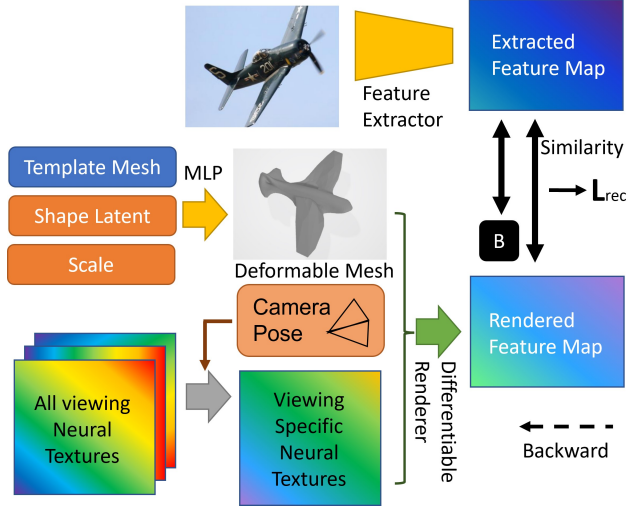 Extracted
Feature Map
Feature
Extractor
Similarity
Lrec
B
Template Mesh
MLP
Shape Latent
Scale
Deformable Mesh
Camera
Pose
Differentiable
Renderer
Rendered
Feature Map
All viewing
Neural
Textures
Viewing
Specific
Neural
Textures
Backward